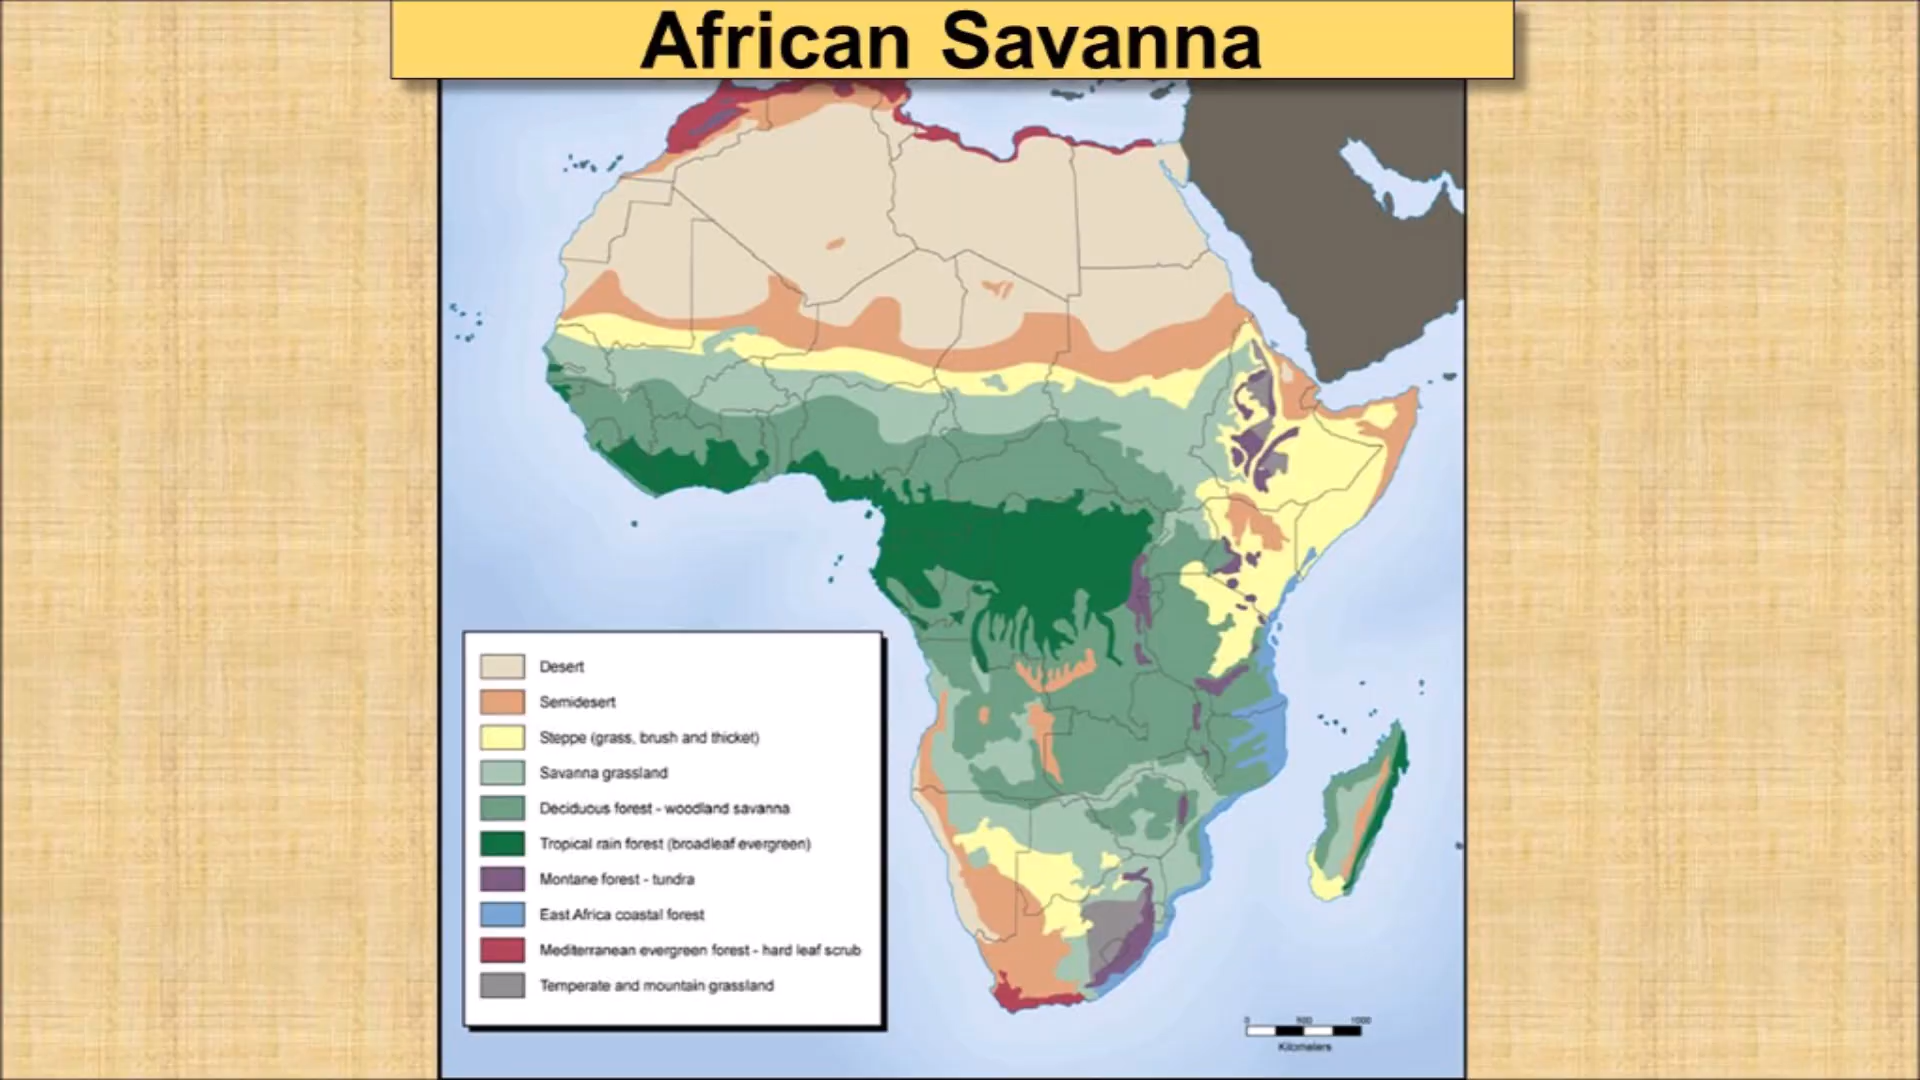 African Savanna
Desert
Semidesert
Steppe (grass, brush and thicket)
Savanna grassland
Deciduous forest - woodland savanna
Tropical rain forest (broadleaf evergreen)
Montane forest - tundra
East Africa coastal forest
Mediterranean evergreen forest - hard leaf scrub
Temperate and mountain grassland
0 500 1000
Kilometers